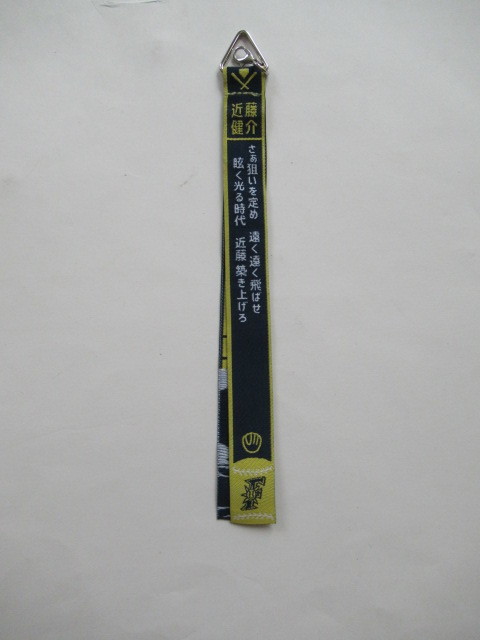 近藤
健介
さぁ狙いを定め 遠く遠く飛ばせ
眩く光る時代 近藤築き上げろ